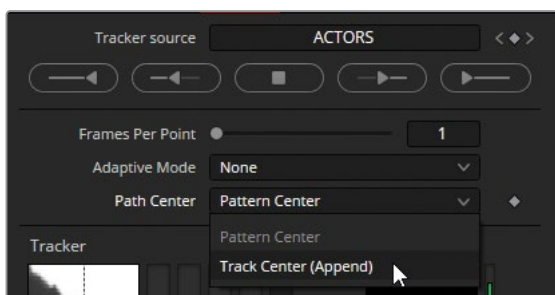 Tracker source ACTORS
Frames Per Point 1
Adaptive Mode None
Path Center Pattern Center
Pattern Center
Tracker
Track Center (Append)